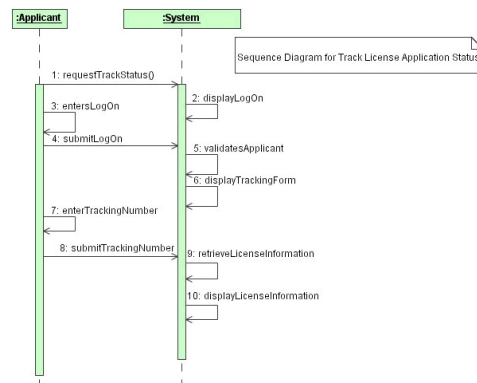 :Applicant
:System
Sequence Diagram for Track License Application Status
1: requestTrackStatus()
2: displayLogOn
3: entersLogOn
4: submitLogOn
5: validatesApplicant
6: displayTrackingForm
7: enterTrackingNumber
8: submitTrackingNumber
9: retrieveLicenseInformation
10: displayLicenseInformation